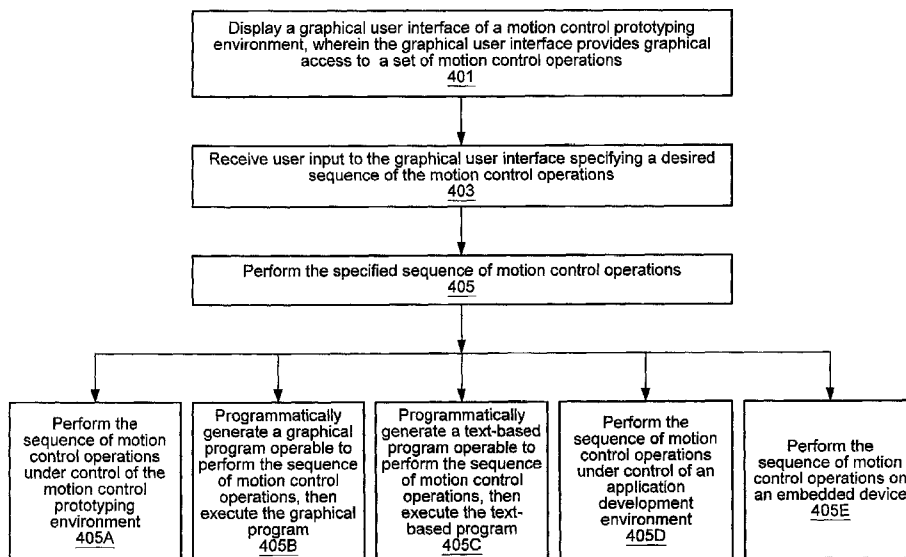 Display a graphical user interface of a motion control prototyping
environment, wherein the graphical user interface provides graphical
access to a set of motion control operations
401
Receive user input to the graphical user interface specifying a desired
sequence of the motion control operations
403
Perform the specified sequence of motion control operations
405
Perform the
sequence of motion
control operations
under control of the
motion control
prototyping
environment
405A
Programmatically
generate a graphical
program operable to
perform the sequence
of motion control
operations, then
execute the graphical
program
405B
Programmatically
generate a text-based
program operable to
perform the sequence
of motion control
operations, then
execute the text-
based program
405C
Perform the
sequence of motion
control operations
under control of an
application
development
environment
405D
Perform the
sequence of motion
control operations on
an embedded device
405E